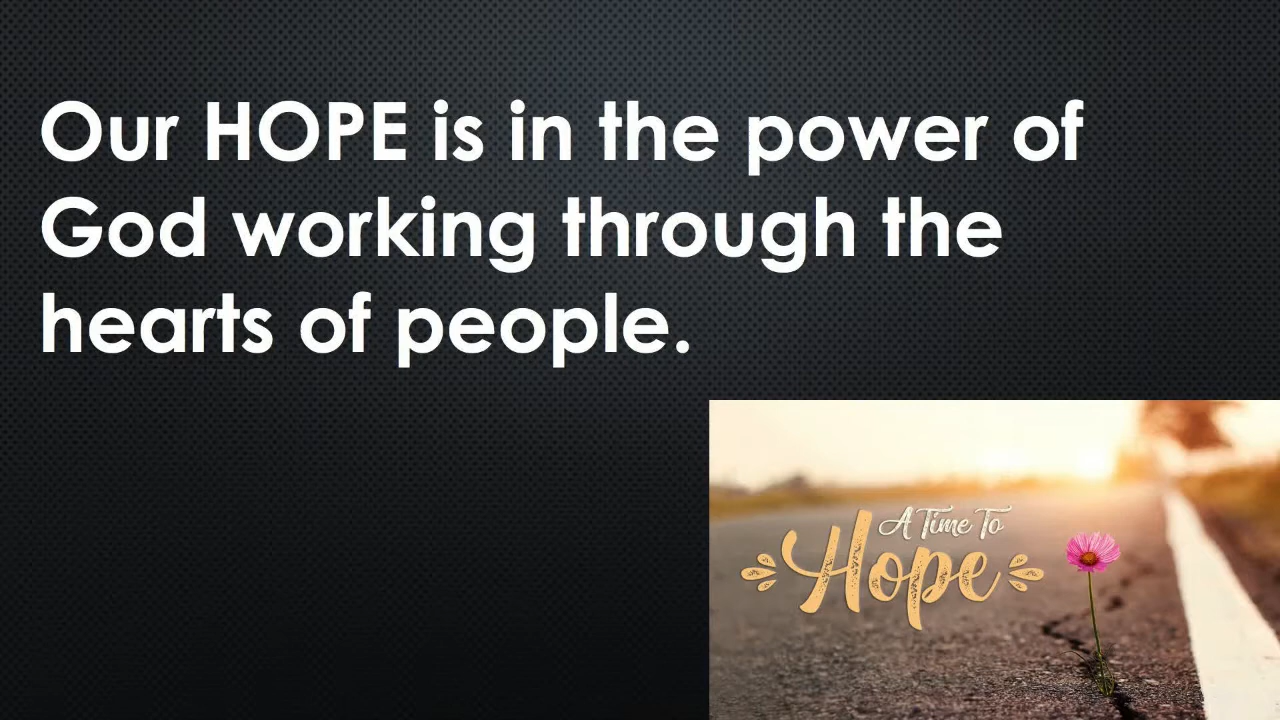 Our HOPE is in the power of
God working through the
hearts of people.
A Time To
Hope